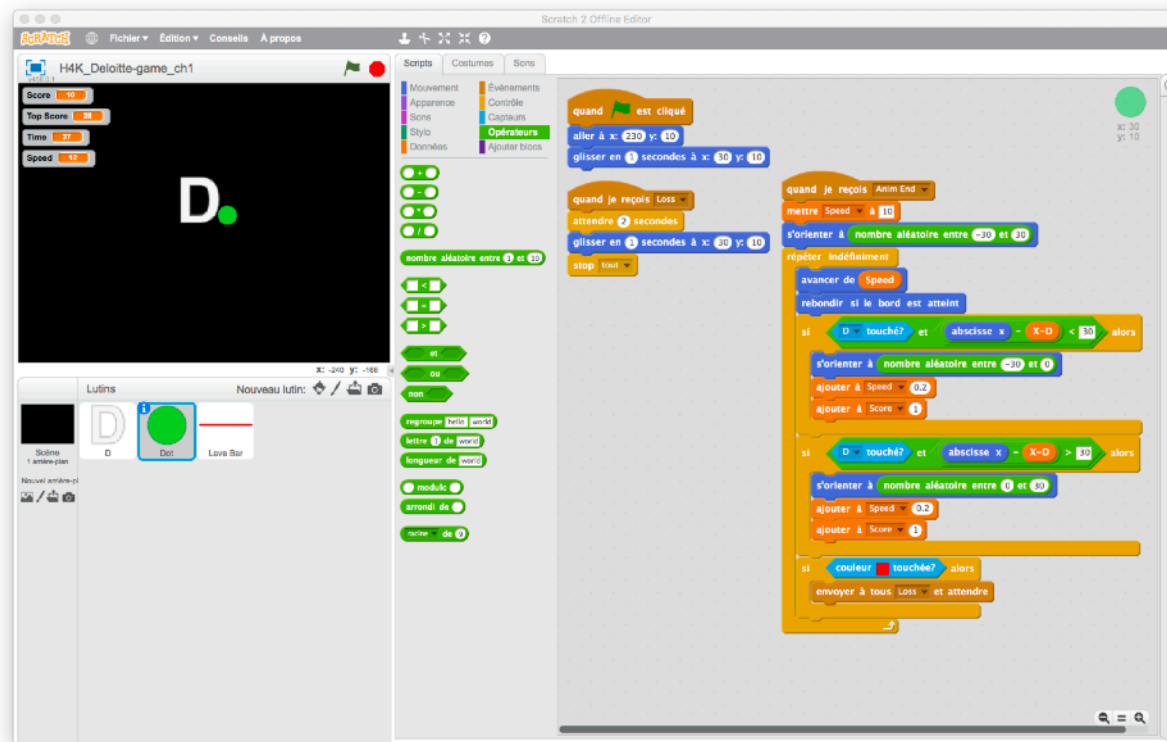 Scratch 2 Offline Editor
SCRATCH Fichier Édition Conseils À propos
H4K_Deloitte-game_ch1
v458.0.1
Score 10
Top Score 28
Time 37
Speed 12
D
X: -240 y: -166
Lutins Nouveau lutin:
Scène
1 arrière-plan
Nouvel arrière-pl
D
D
Dot
Lava Bar
Scripts Costumes Sons
Mouvement Évènements
Apparence Contrôle
Sons Capteurs
Stylo Opérateurs
Données Ajouter blocs
+
-
*
/
nombre aléatoire entre 1 et 10
<
=
>
et
ou
non
regroupe hello world
lettre 1 de world
longueur de world
modulo
arrondi de
racine de 9
quand est cliqué
aller à x: 230 y: 10
glisser en 1 secondes à x: 30 y: 10
quand je reçois Loss
attendre 2 secondes
glisser en 1 secondes à x: 30 y: 10
stop tout
x: 30
y: 10
quand je reçois Anim End
mettre Speed à 10
s'orienter à nombre aléatoire entre -30 et 30
répéter indéfiniment
avancer de Speed
rebondir si le bord est atteint
si D touché? et abscisse x - X-D < 30 alors
s'orienter à nombre aléatoire entre -30 et 0
ajouter à Speed 0.2
ajouter à Score 1
si D touché? et abscisse x - X-D > 30 alors
s'orienter à nombre aléatoire entre 0 et 30
ajouter à Speed 0.2
ajouter à Score 1
si couleur touchée? alors
envoyer à tous Loss et attendre